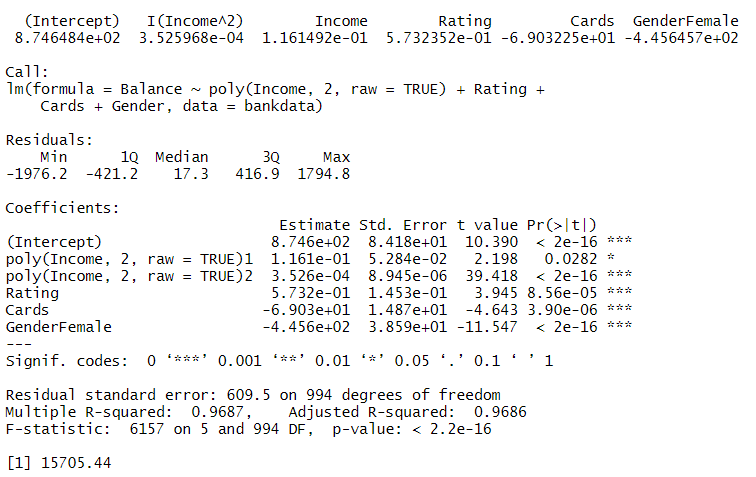 (Intercept) I(Income^2) Income Rating Cards GenderFemale
8.746484e+02 3.525968e-04 1.161492e-01 5.732352e-01 -6.903225e+01 -4.456457e+02
Call:
lm(formula = Balance ~ poly(Income, 2, raw = TRUE) + Rating +
Cards + Gender, data = bankdata)
Residuals:
Min 1Q Median 3Q Max
-1976.2 -421.2 17.3 416.9 1794.8
Coefficients:
Estimate Std. Error t value Pr(>|t|)
(Intercept) 8.746e+02 8.418e+01 10.390 < 2e-16 ***
poly(Income, 2, raw = TRUE)1 1.161e-01 5.284e-02 2.198 0.0282 *
poly(Income, 2, raw = TRUE)2 3.526e-04 8.945e-06 39.418 < 2e-16 ***
Rating 5.732e-01 1.453e-01 3.945 8.56e-05 ***
Cards -6.903e+01 1.487e+01 -4.643 3.90e-06 ***
GenderFemale -4.456e+02 3.859e+01 -11.547 < 2e-16 ***
---
Signif. codes: 0 ‘***’ 0.001 ‘**’ 0.01 ‘*’ 0.05 ‘.’ 0.1 ‘ ’ 1
Residual standard error: 609.5 on 994 degrees of freedom
Multiple R-squared: 0.9687, Adjusted R-squared: 0.9686
F-statistic: 6157 on 5 and 994 DF, p-value: < 2.2e-16
[1] 15705.44